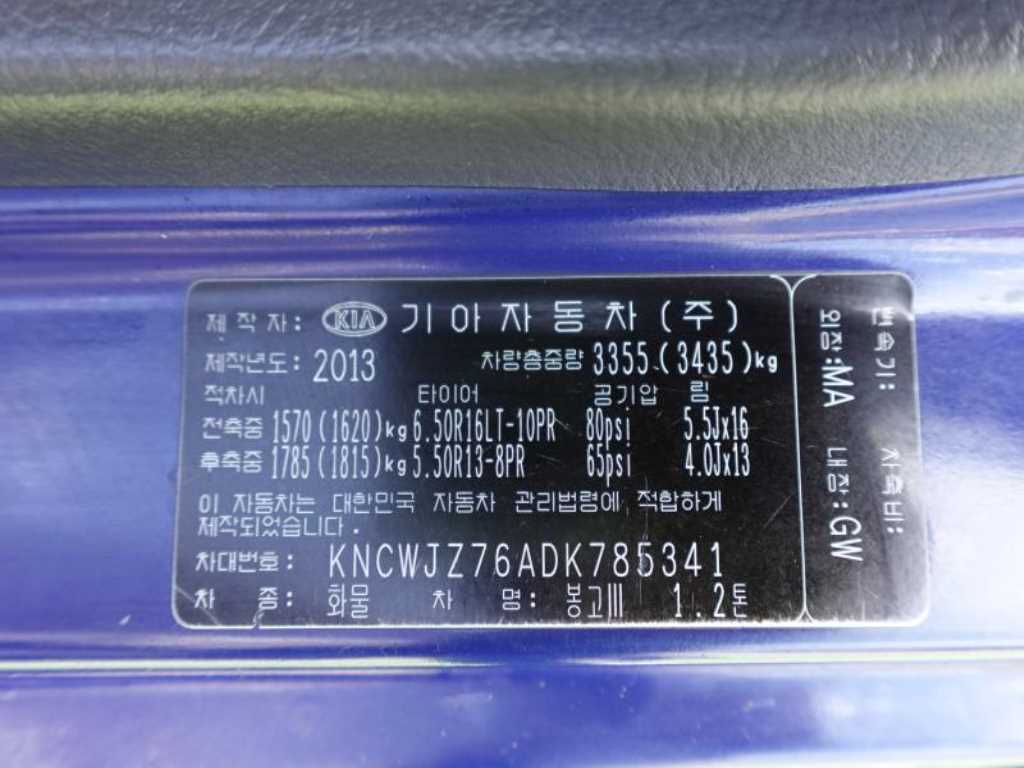 제 작 자: KIA 기아자동차(주)
제작년도: 2013 차량총중량 3355(3435)kg
적차시 타이어 공기압 림
전축중 1570(1620)kg 6.50R16LT-10PR 80psi 5.5Jx16
후축중 1785(1815)kg 5.50R13-8PR 65psi 4.0Jx13
이 자동차는 대한민국 자동차 관리법령에 적합하게
제작되었습니다.
차대번호: KNCWJZ76ADK785341
차 종: 화물 차 명: 봉고III 1.2톤
변속기: 차축비:
외장:MA 내장:GW